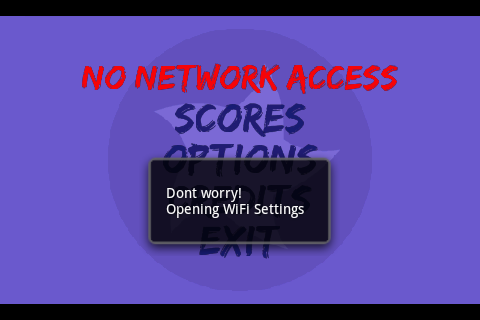 NO NETWORK ACCESS
SCORES
OPTIONS
Dont worry!
Opening WiFi Settings
EXIT